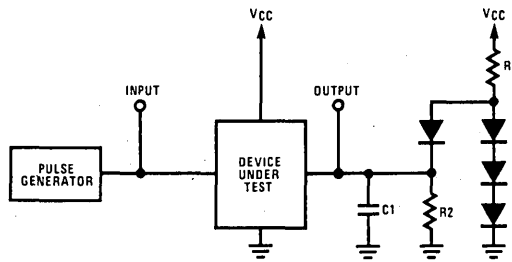 VCC
VCC
R
INPUT
OUTPUT
PULSE
GENERATOR
DEVICE
UNDER
TEST
C1
R2